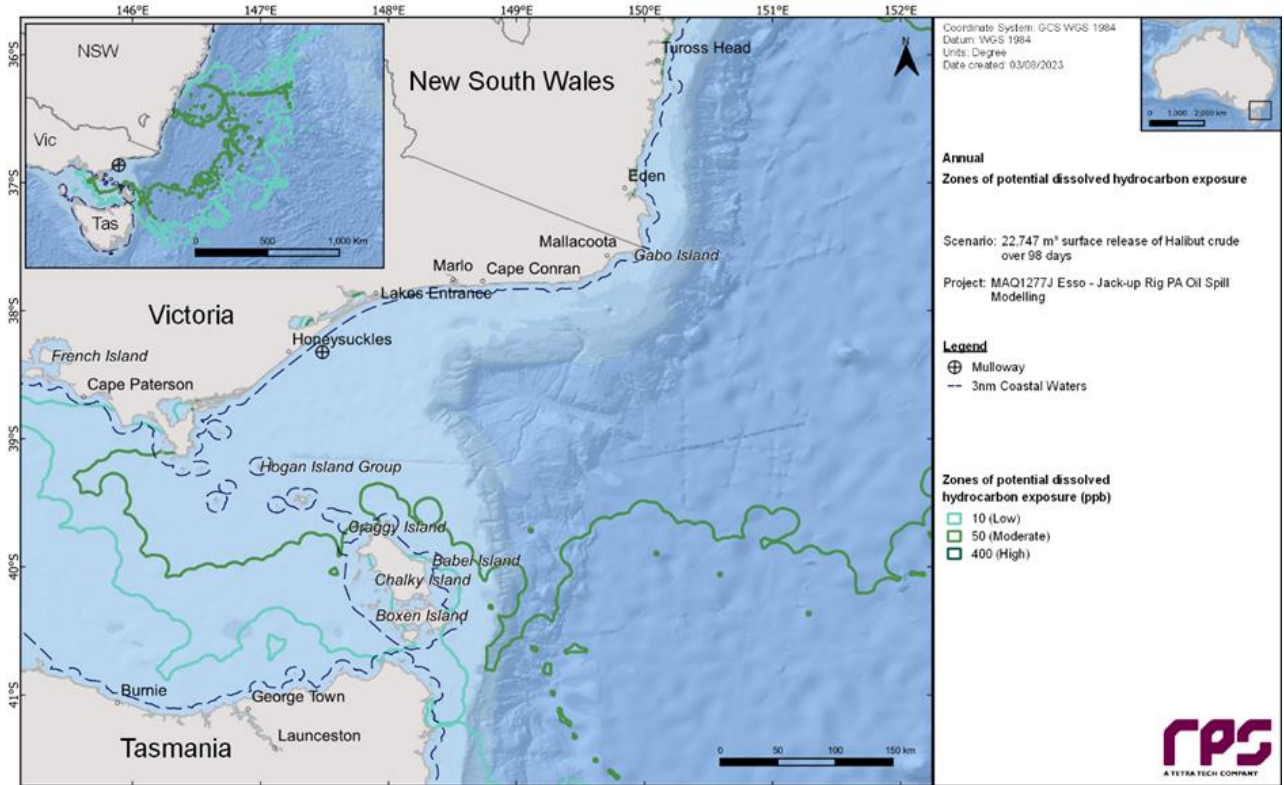 146°E 147°E 148°E 149°E 150°E 151°E 152°E
36°S
37°S
38°S
39°S
40°S
41°S
NSW
Vic
Tas
0 500 1,000 Km
New South Wales
Tuross Head
Eden
Mallacoota
Gabo Island
Marlo
Cape Conran
Lakes Entrance
Victoria
Honeysuckles
French Island
Cape Paterson
Hogan Island Group
Craggy Island
Babel Island
Chalky Island
Boxen Island
Burnie
George Town
Launceston
Tasmania
0 50 100 150 km
N
Coordinate System: GCS WGS 1984
Datum: WGS 1984
Units: Degree
Date created: 03/08/2023
0 1,000 2,000 Km
Annual
Zones of potential dissolved hydrocarbon exposure
Scenario: 22,747 m³ surface release of Halibut crude
over 98 days
Project: MAQ1277J Esso - Jack-up Rig PA Oil Spill
Modelling
Legend
Mulloway
3nm Coastal Waters
Zones of potential dissolved
hydrocarbon exposure (ppb)
10 (Low)
50 (Moderate)
400 (High)
rps
A TETRA TECH COMPANY